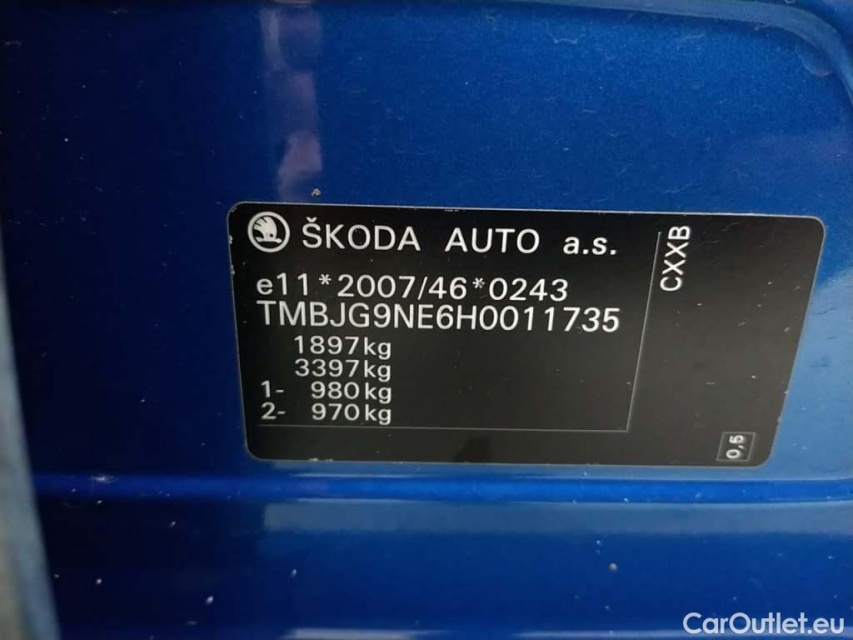 ŠKODA AUTO a.s.
e11*2007/46*0243
TMBJG9NE6H0011735
1897kg
3397kg
1- 980kg
2- 970kg
CXXB
0,5
CarOutlet.eu